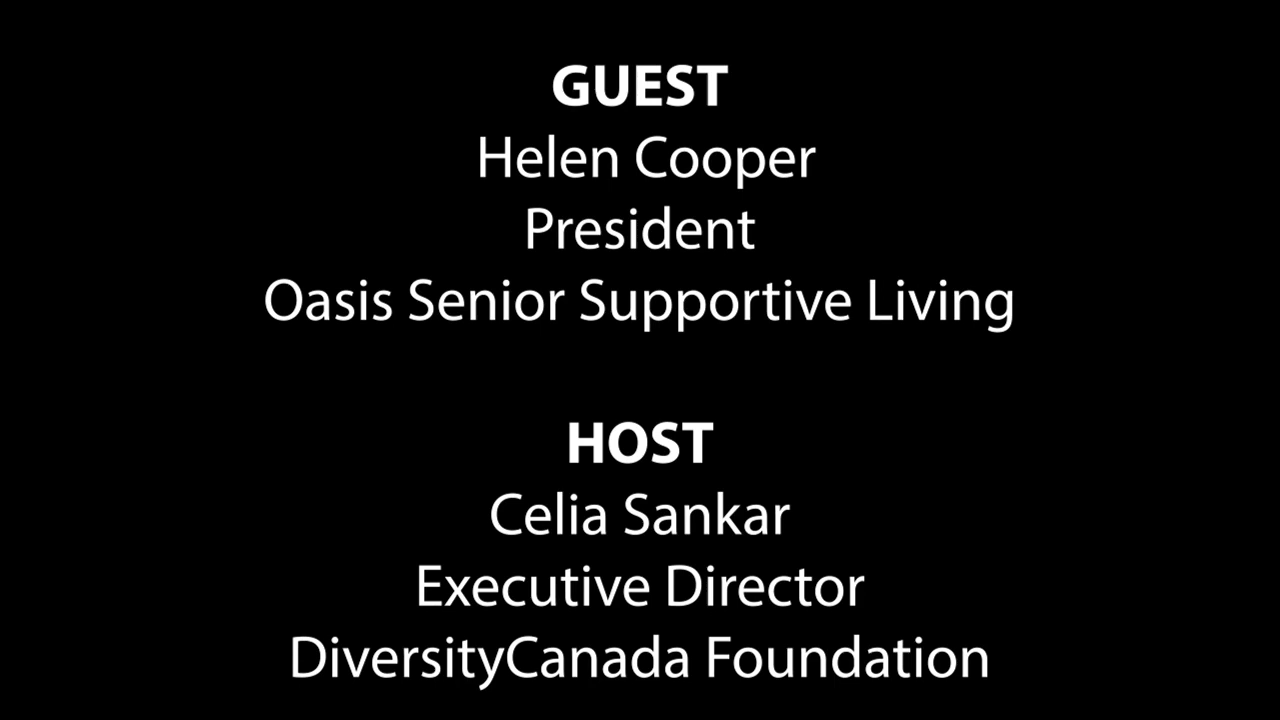 GUEST
Helen Cooper
President
Oasis Senior Supportive Living
HOST
Celia Sankar
Executive Director
DiversityCanada Foundation